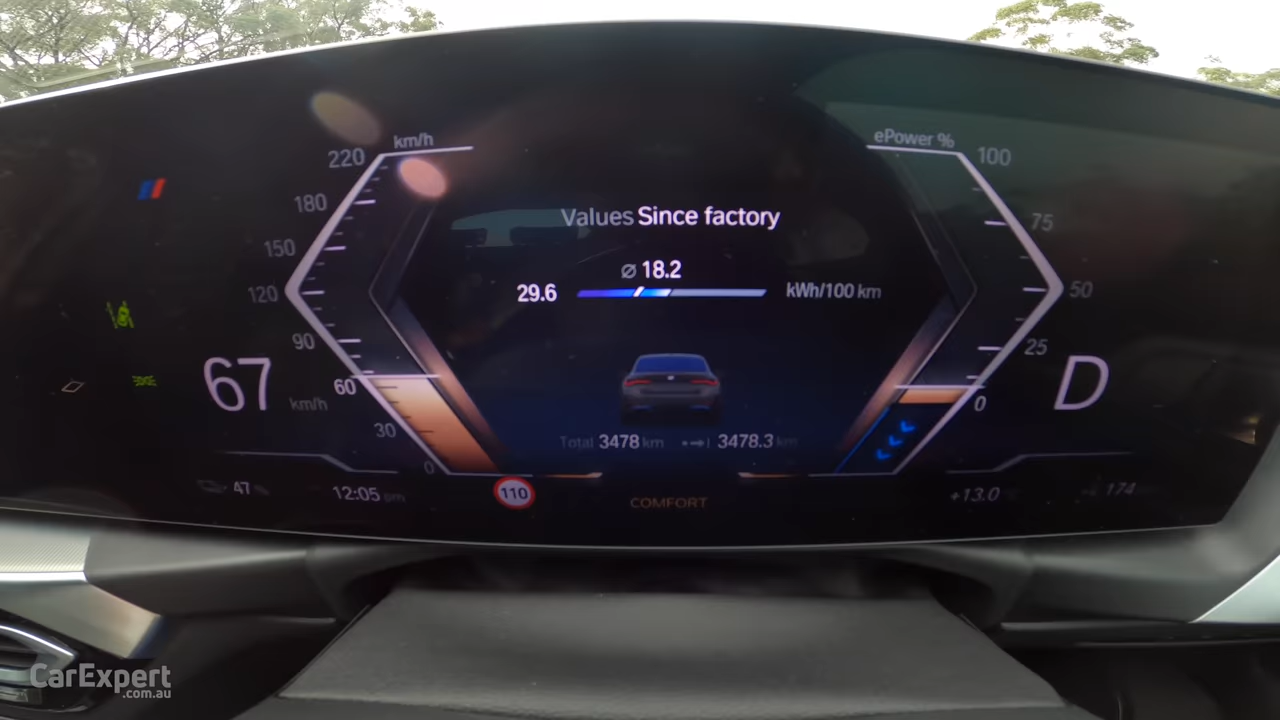 km/h
ePower %
220
180
150
120
90
60
30
0
100
75
50
25
0
Values Since factory
⌀ 18.2
29.6 kWh/100 km
67 km/h
D
Total 3478 km 3478.3 km
47 %
12:05 pm
110
COMFORT
+13.0
174
CarExpert
.com.au